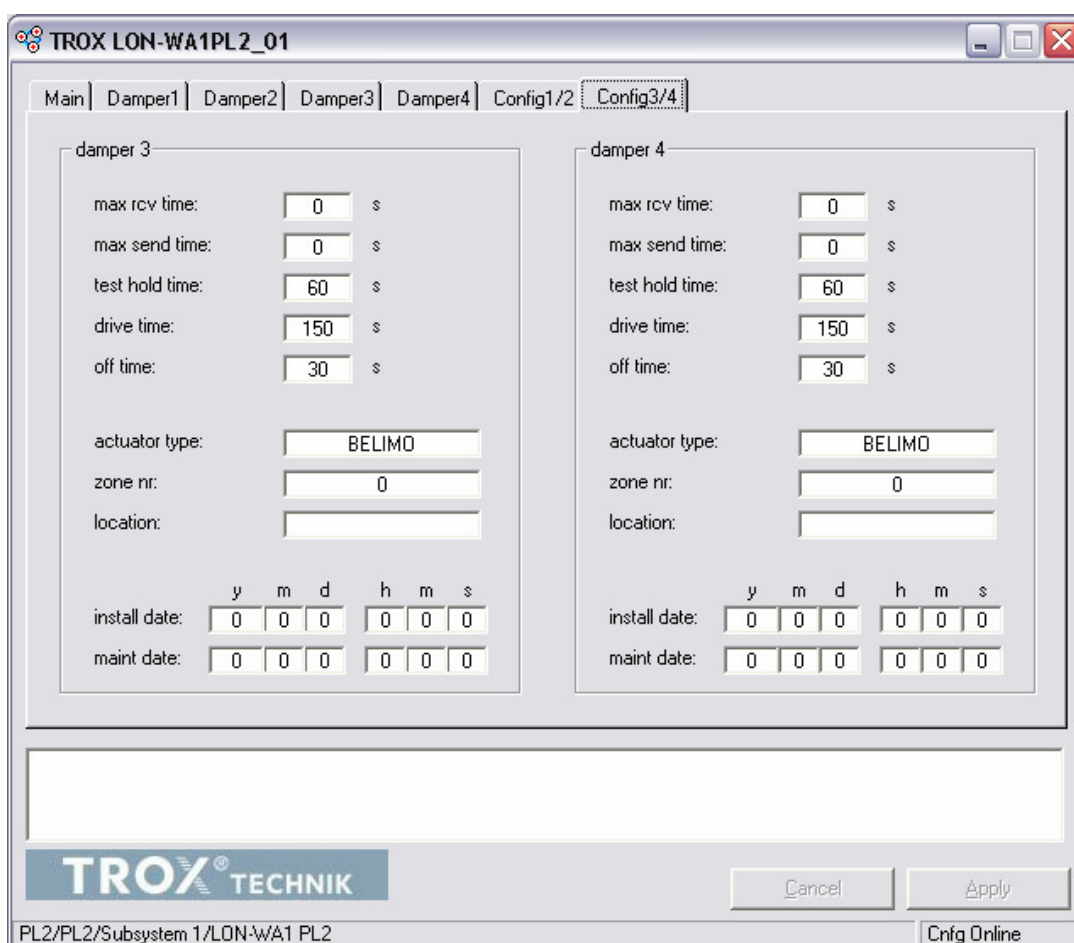 TROX LON-WA1PL2_01
Main Damper1 Damper2 Damper3 Damper4 Config1/2 Config3/4
damper 3
max rcv time: 0 s
max send time: 0 s
test hold time: 60 s
drive time: 150 s
off time: 30 s
actuator type: BELIMO
zone nr: 0
location:
y m d h m s
install date: 0 0 0 0 0 0
maint date: 0 0 0 0 0 0
damper 4
max rcv time: 0 s
max send time: 0 s
test hold time: 60 s
drive time: 150 s
off time: 30 s
actuator type: BELIMO
zone nr: 0
location:
y m d h m s
install date: 0 0 0 0 0 0
maint date: 0 0 0 0 0 0
TROX® TECHNIK
Cancel Apply
PL2/PL2/Subsystem 1/LON-WA1 PL2 Cnfg Online